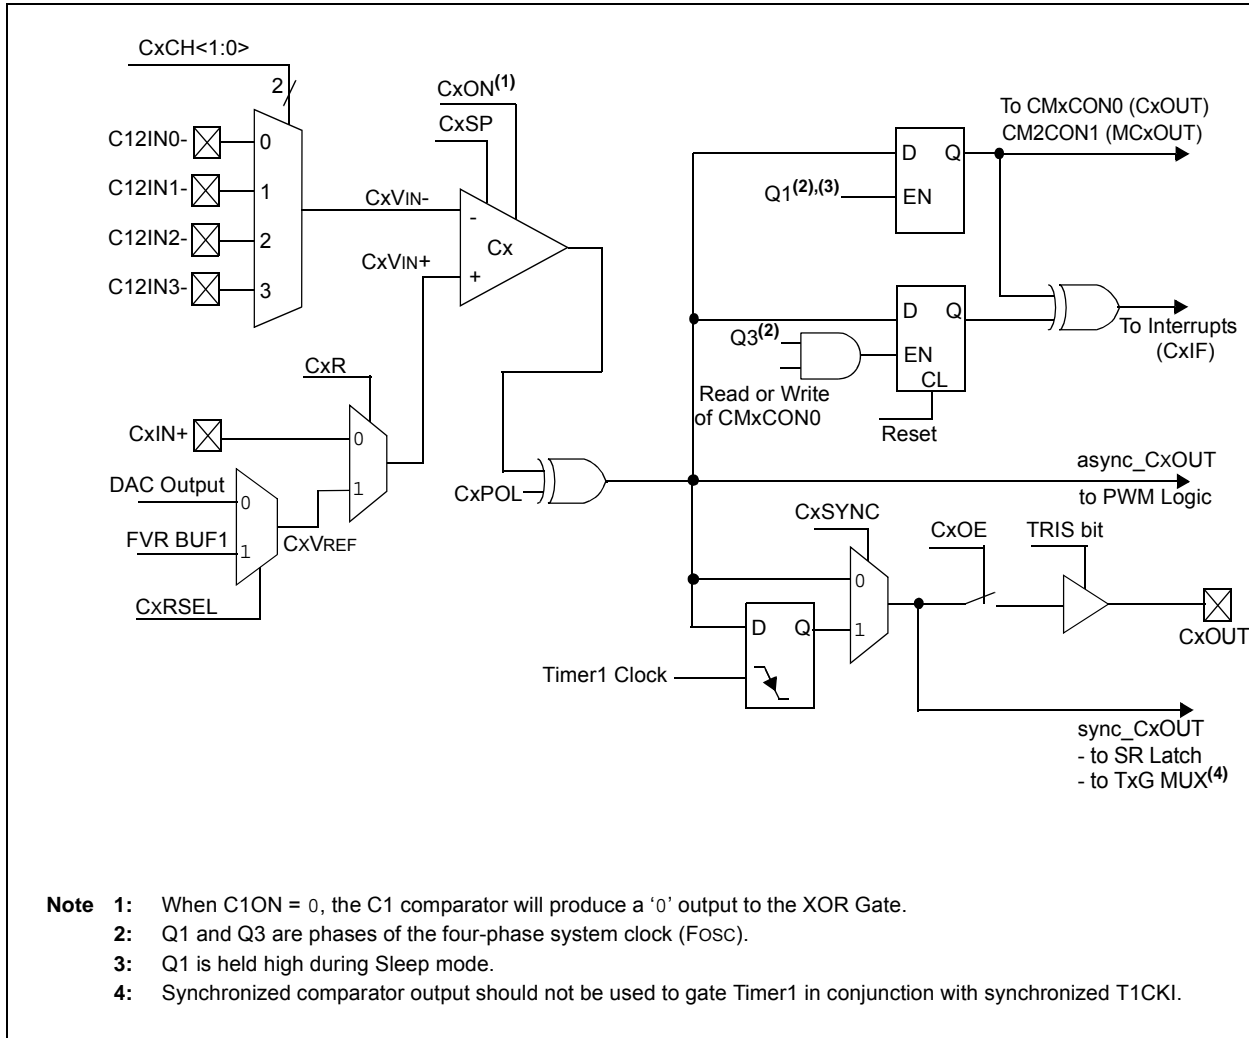 CxCH<1:0>
2
CxON(1)
CxSP
C12IN0-
0
C12IN1-
1
C12IN2-
2
C12IN3-
3
CxVIN-
-
Cx
CxVIN+
+
D
Q
Q1(2),(3)
EN
To CMxCON0 (CxOUT)
CM2CON1 (MCxOUT)
D
Q
Q3(2)
EN
CL
Read or Write
of CMxCON0
Reset
To Interrupts
(CxIF)
CxR
CxIN+
0
1
DAC Output
0
FVR BUF1
1
CxVREF
CxRSEL
CxPOL
async_CxOUT
to PWM Logic
CxSYNC
0
1
CxOE
TRIS bit
CxOUT
D
Q
Timer1 Clock
sync_CxOUT
- to SR Latch
- to TxG MUX(4)
Note 1: When C1ON = 0, the C1 comparator will produce a ‘0’ output to the XOR Gate.
2: Q1 and Q3 are phases of the four-phase system clock (FOSC).
3: Q1 is held high during Sleep mode.
4: Synchronized comparator output should not be used to gate Timer1 in conjunction with synchronized T1CKI.